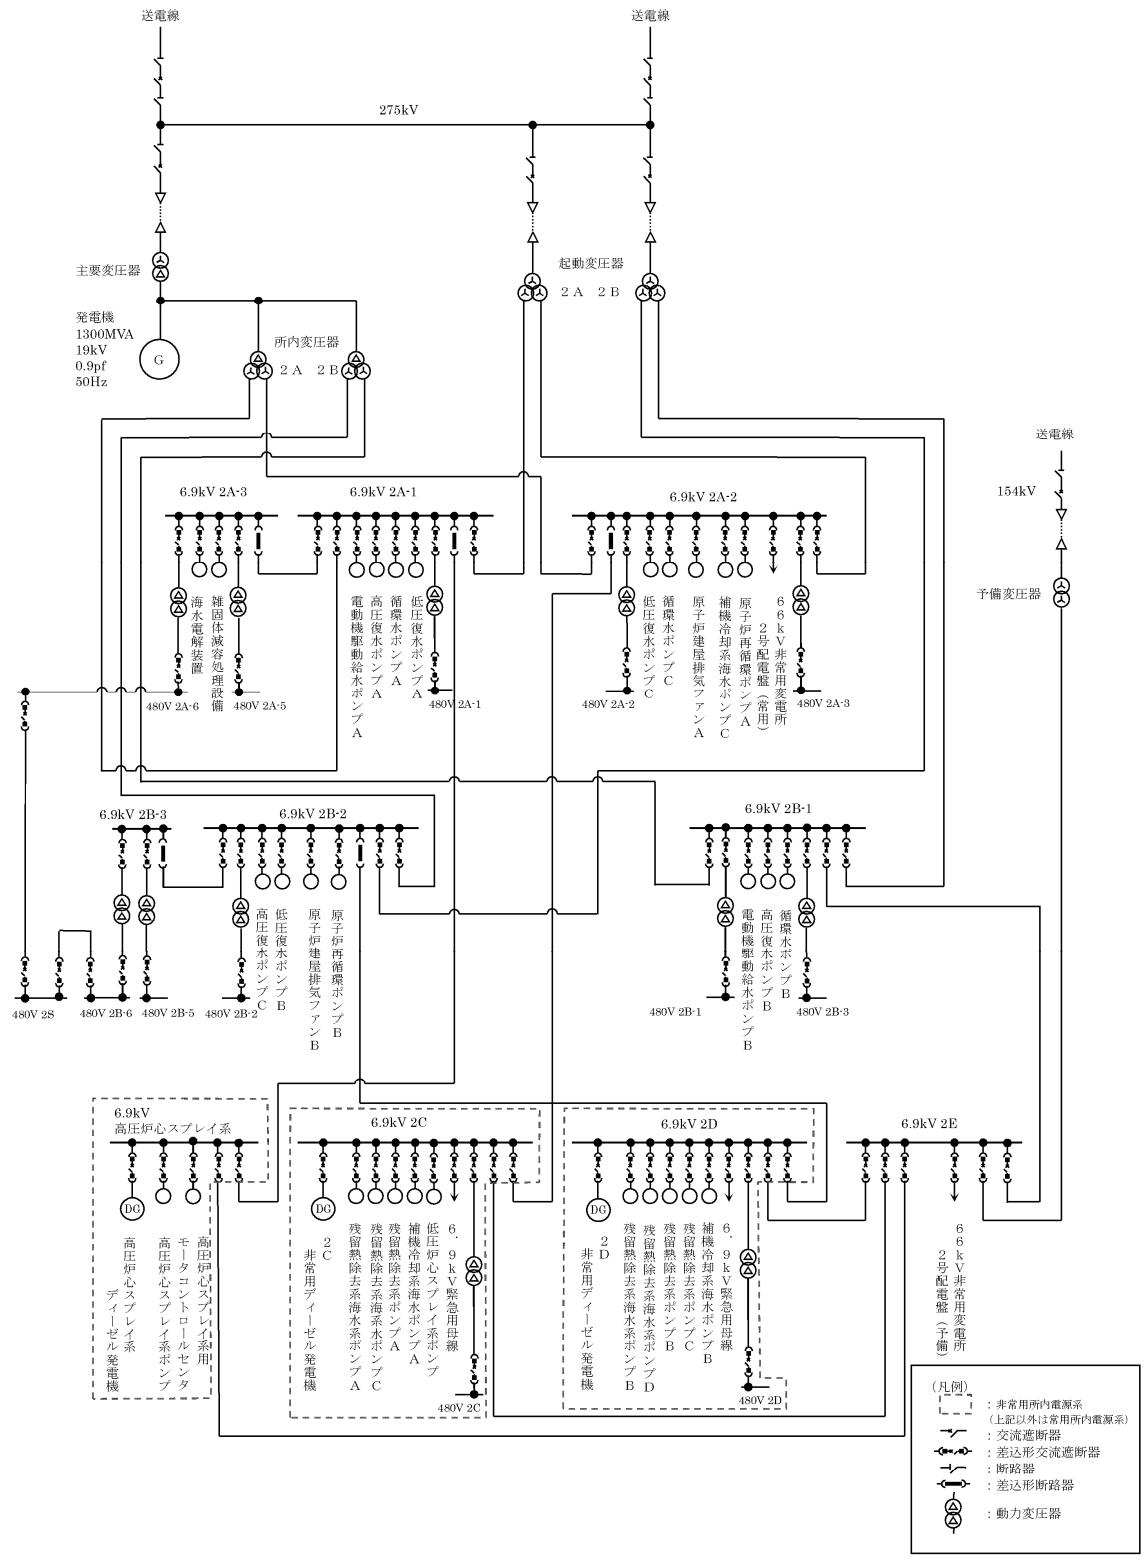 送電線
送電線
275kV
主要変圧器
起動変圧器
２Ａ ２Ｂ
発電機
1300MVA
19kV
0.9pf
50Hz
G
所内変圧器
２Ａ ２Ｂ
送電線
154kV
予備変圧器
6.9kV 2A-3
6.9kV 2A-1
6.9kV 2A-2
海水電解装置
雑固体減容処理設備
電動機駆動給水ポンプＡ
高圧復水ポンプＡ
循環水ポンプＡ
低圧復水ポンプＡ
低圧復水ポンプＣ
循環水ポンプＣ
原子炉建屋排気ファンＡ
補機冷却系海水ポンプＣ
原子炉再循環ポンプＡ
６６ｋＶ非常用変電所
２号配電盤（常用）
480V 2A-6
480V 2A-5
480V 2A-1
480V 2A-2
480V 2A-3
6.9kV 2B-3
6.9kV 2B-2
6.9kV 2B-1
高圧復水ポンプＣ
低圧復水ポンプＢ
原子炉建屋排気ファンＢ
原子炉再循環ポンプＢ
電動機駆動給水ポンプＢ
高圧復水ポンプＢ
循環水ポンプＢ
480V 2S
480V 2B-6
480V 2B-5
480V 2B-2
480V 2B-1
480V 2B-3
6.9kV
高圧炉心スプレイ系
6.9kV 2C
6.9kV 2D
6.9kV 2E
DG
DG
DG
高圧炉心スプレイ系
ディーゼル発電機
高圧炉心スプレイ系ポンプ
高圧炉心スプレイ系用
モータコントロールセンタ
２Ｃ
非常用ディーゼル発電機
残留熱除去系海水系ポンプＡ
残留熱除去系海系水ポンプＣ
残留熱除去系ポンプＡ
補機冷却系海水ポンプＡ
低圧炉心スプレイ系ポンプ
６．９ｋＶ緊急用母線
480V 2C
２Ｄ
非常用ディーゼル発電機
残留熱除去系海水系ポンプＢ
残留熱除去系海水系ポンプＤ
残留熱除去系ポンプＢ
残留熱除去系ポンプＣ
補機冷却系海水ポンプＢ
６．９ｋＶ緊急用母線
480V 2D
６６ｋＶ非常用変電所
２号配電盤（予備）
（凡例）
：非常用所内電源系
（上記以外は常用所内電源系）
：交流遮断器
：差込形交流遮断器
：断路器
：差込形断路器
：動力変圧器